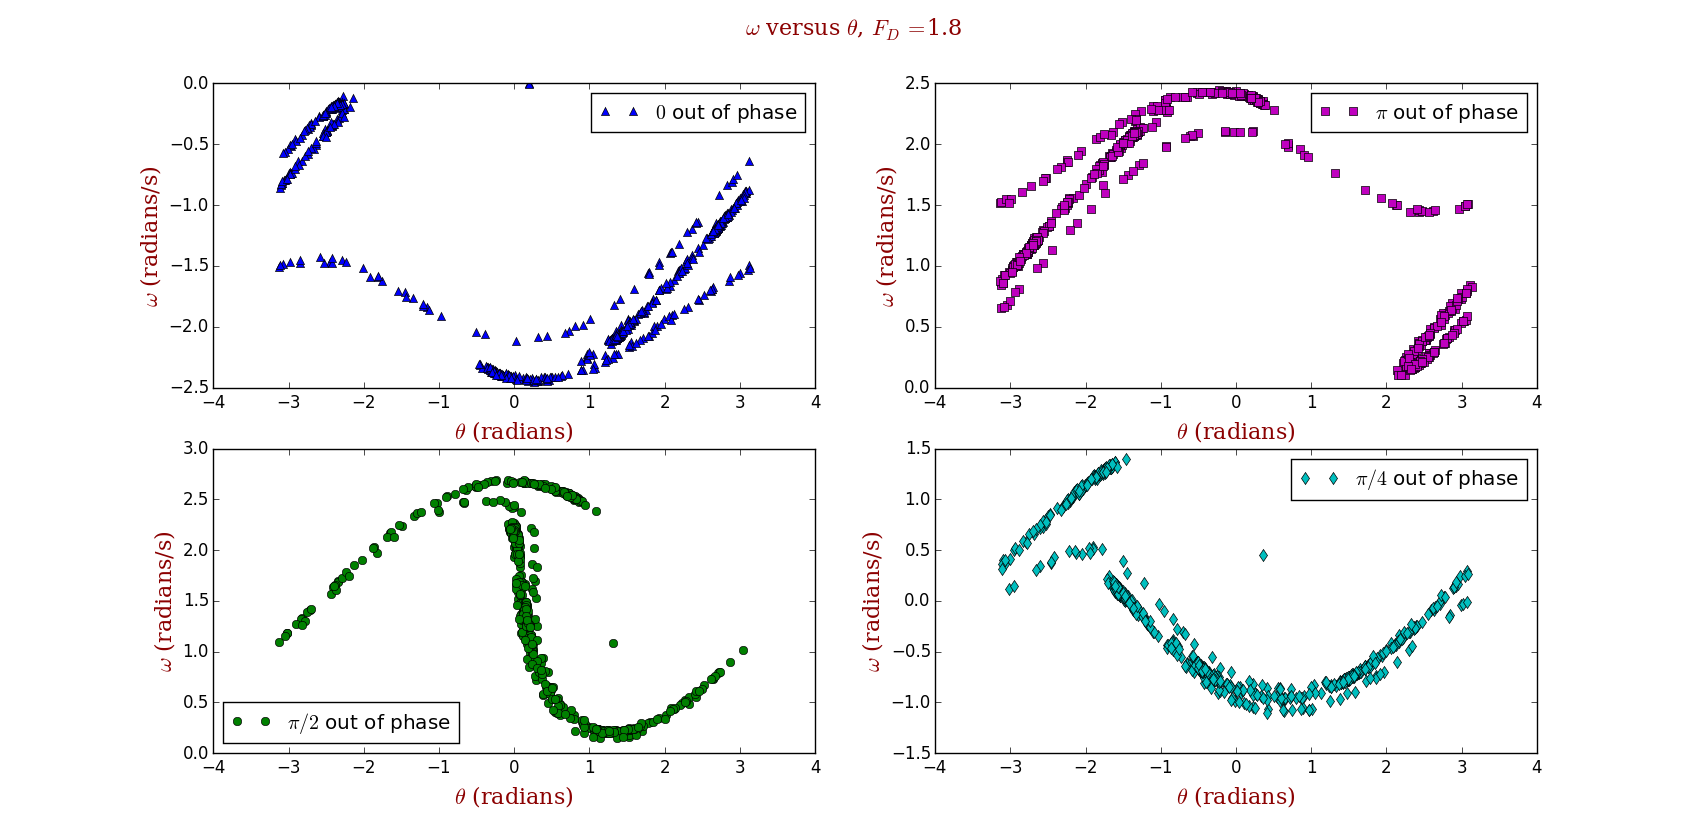 ω versus θ, F_D =1.8
0 out of phase
0.0
−0.5
−1.0
−1.5
−2.0
−2.5
−4 −3 −2 −1 0 1 2 3 4
ω (radians/s)
θ (radians)
π out of phase
2.5
2.0
1.5
1.0
0.5
0.0
−4 −3 −2 −1 0 1 2 3 4
ω (radians/s)
θ (radians)
3.0
2.5
2.0
1.5
1.0
0.5
0.0
π/2 out of phase
−4 −3 −2 −1 0 1 2 3 4
ω (radians/s)
θ (radians)
π/4 out of phase
1.5
1.0
0.5
0.0
−0.5
−1.0
−1.5
−4 −3 −2 −1 0 1 2 3 4
ω (radians/s)
θ (radians)